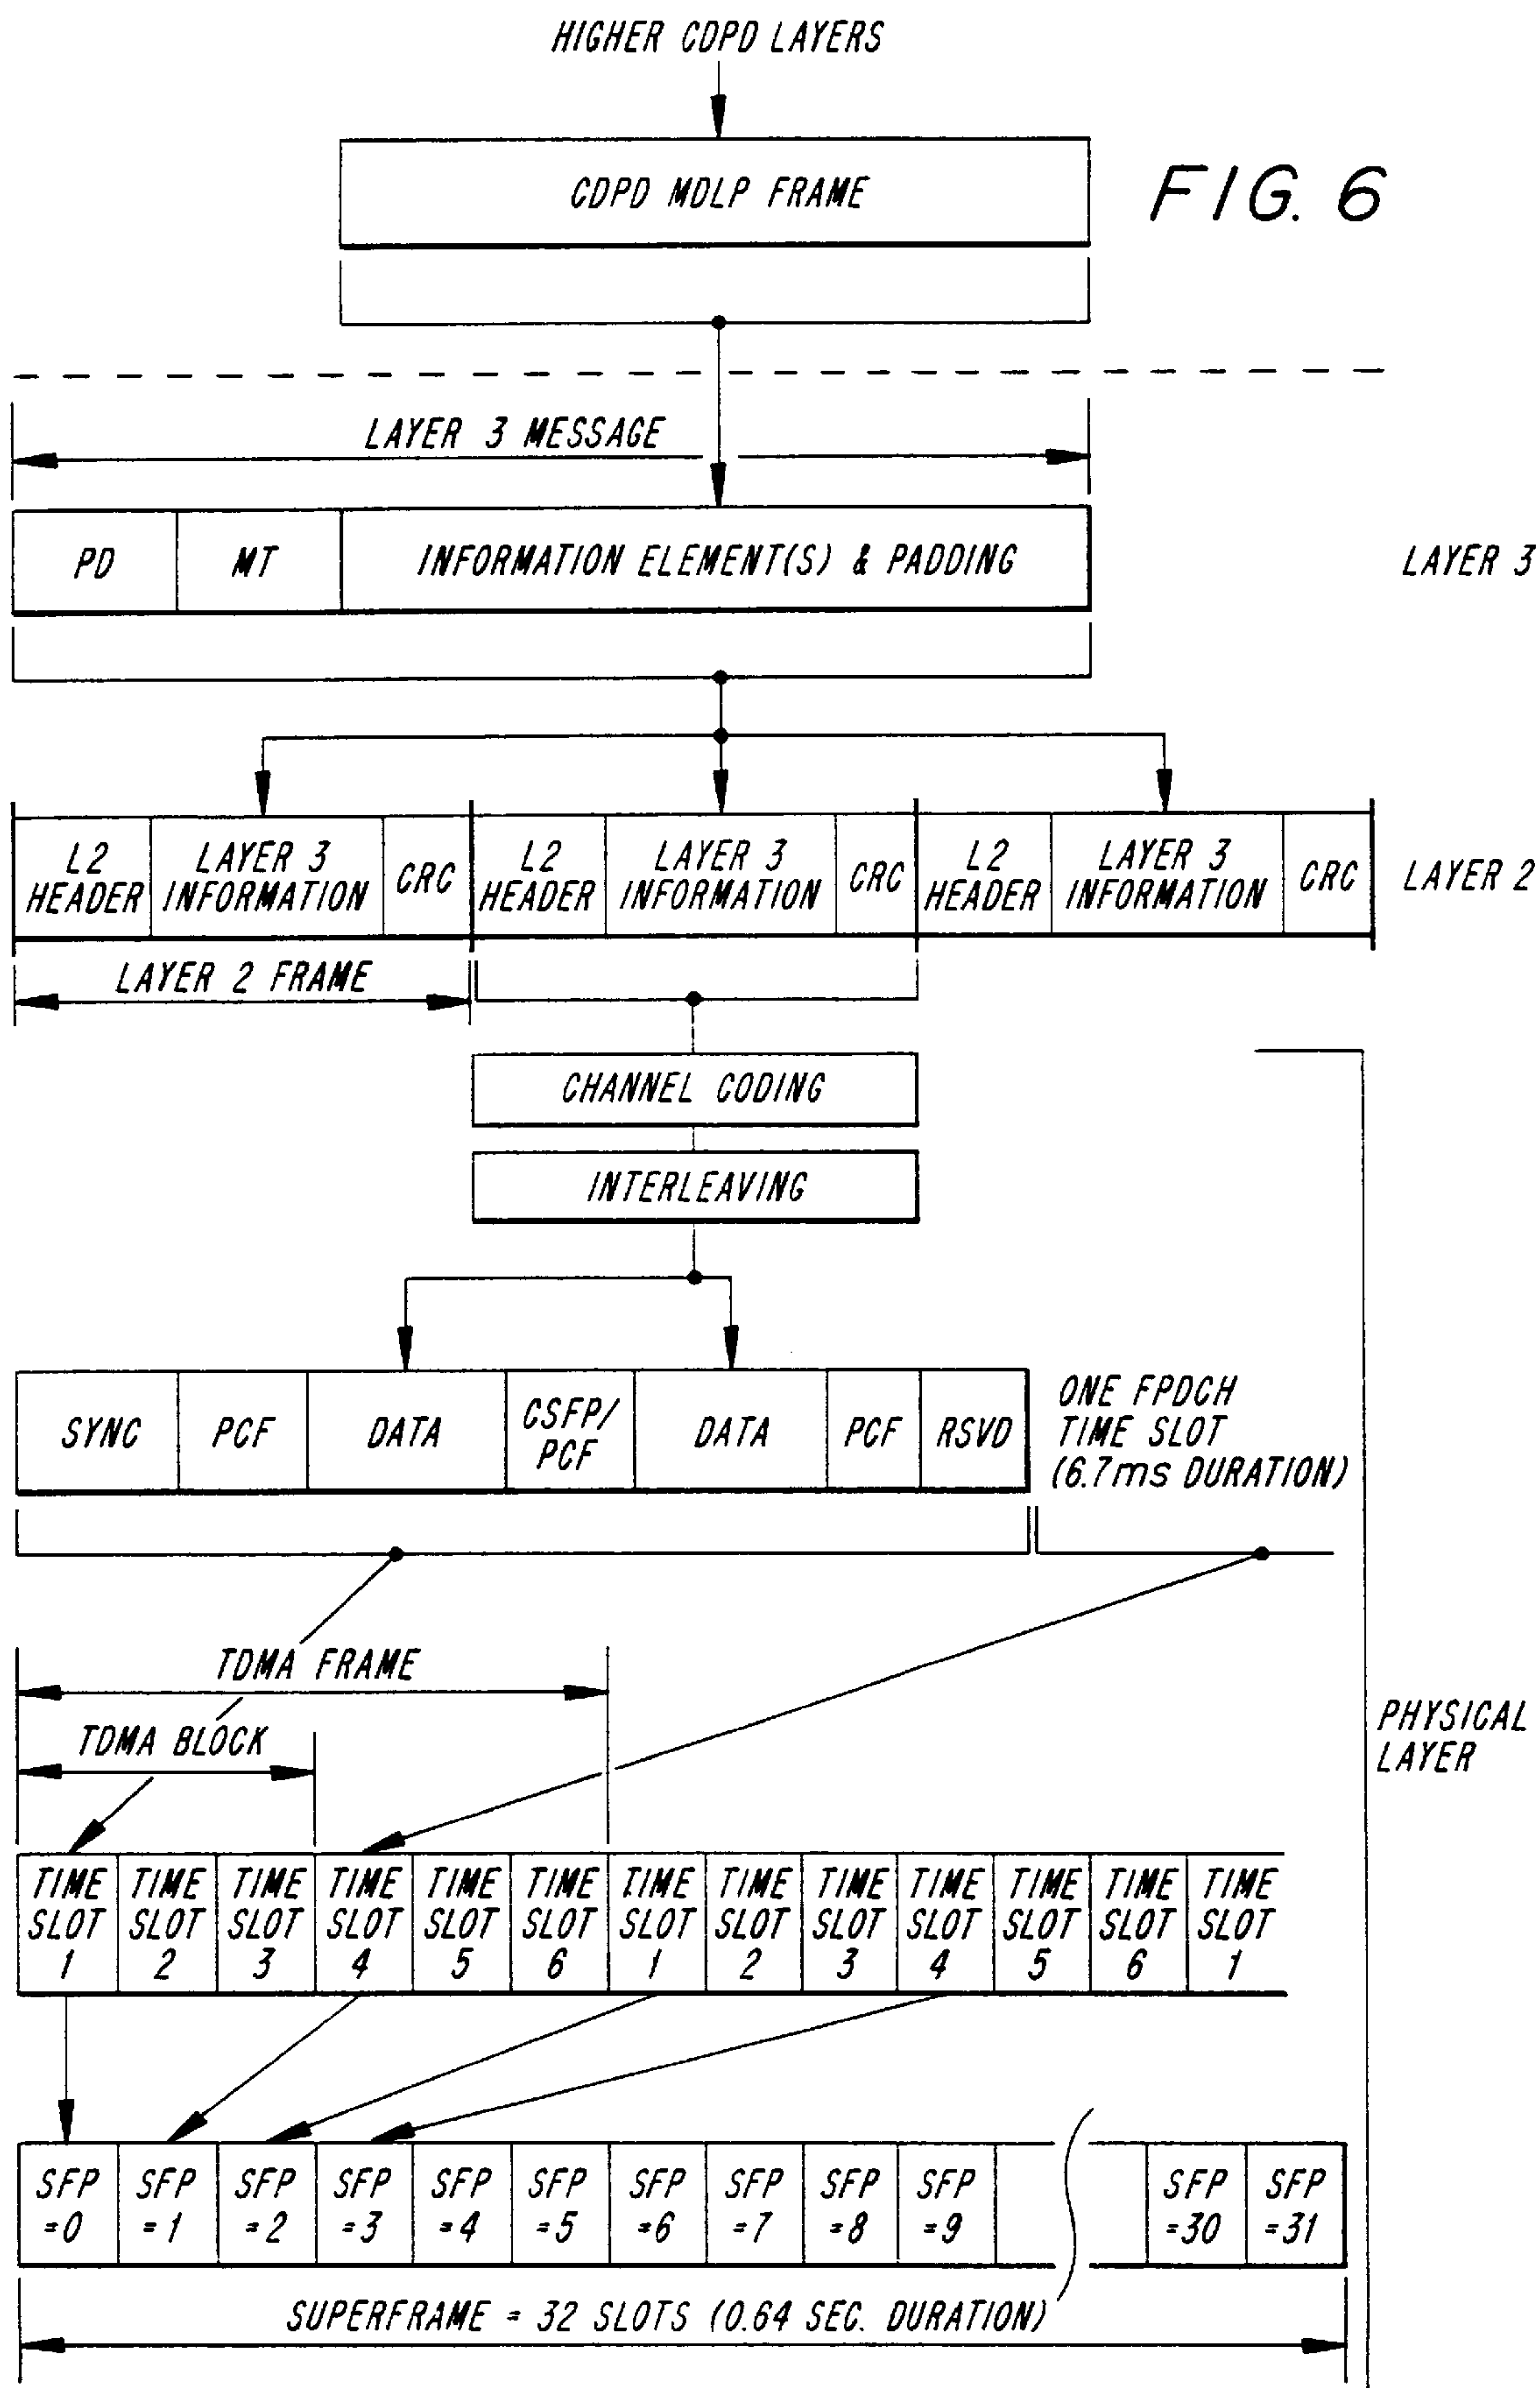 HIGHER CDPD LAYERS
CDPD MDLP FRAME
FIG. 6
LAYER 3 MESSAGE
PD
MT
INFORMATION ELEMENT(S) & PADDING
LAYER 3
L2
HEADER
LAYER 3
INFORMATION
CRC
L2
HEADER
LAYER 3
INFORMATION
CRC
L2
HEADER
LAYER 3
INFORMATION
CRC
LAYER 2
LAYER 2 FRAME
CHANNEL CODING
INTERLEAVING
SYNC
PCF
DATA
CSFP/
PCF
DATA
PCF
RSVD
ONE FPDCH
TIME SLOT
(6.7ms DURATION)
TDMA FRAME
TDMA BLOCK
PHYSICAL
LAYER
TIME
SLOT
1
TIME
SLOT
2
TIME
SLOT
3
TIME
SLOT
4
TIME
SLOT
5
TIME
SLOT
6
TIME
SLOT
1
TIME
SLOT
2
TIME
SLOT
3
TIME
SLOT
4
TIME
SLOT
5
TIME
SLOT
6
TIME
SLOT
1
SFP
=0
SFP
=1
SFP
=2
SFP
=3
SFP
=4
SFP
=5
SFP
=6
SFP
=7
SFP
=8
SFP
=9
SFP
=30
SFP
=31
SUPERFRAME = 32 SLOTS (0.64 SEC. DURATION)